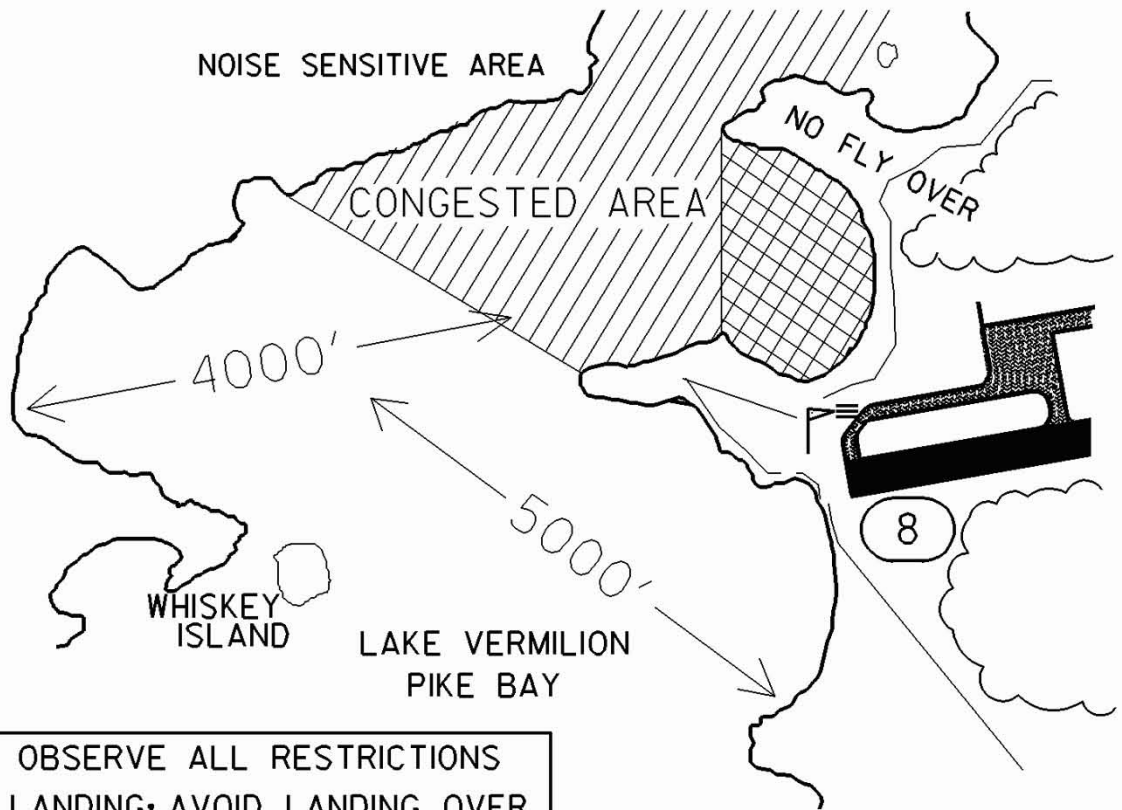 NOISE SENSITIVE AREA
NO FLY OVER
CONGESTED AREA
4000'
5000'
8
WHISKEY
ISLAND
LAKE VERMILION
PIKE BAY
OBSERVE ALL RESTRICTIONS
LANDING; AVOID LANDING OVER